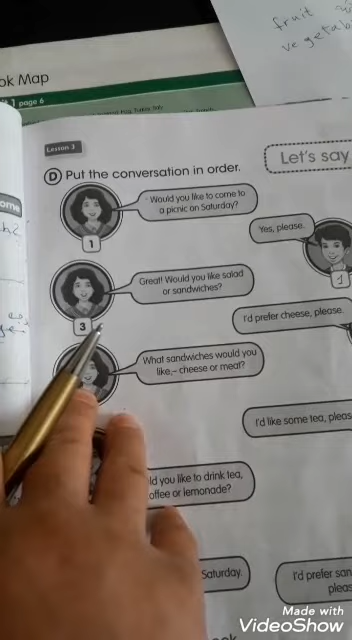 fruit
vegetab
ok Map
1 page 6
Lesson 3
D Put the conversation in order.
Let's say
ome
Would you like to come to
a picnic on Saturday?
1
Yes, please.
1
Great! Would you like salad
or sandwiches?
3
I'd prefer cheese, please.
What sandwiches would you
like,– cheese or meat?
I'd like some tea, pleas
ld you like to drink tea,
offee or lemonade?
Saturday.
I'd prefer san
pleas
Made with
VideoShow